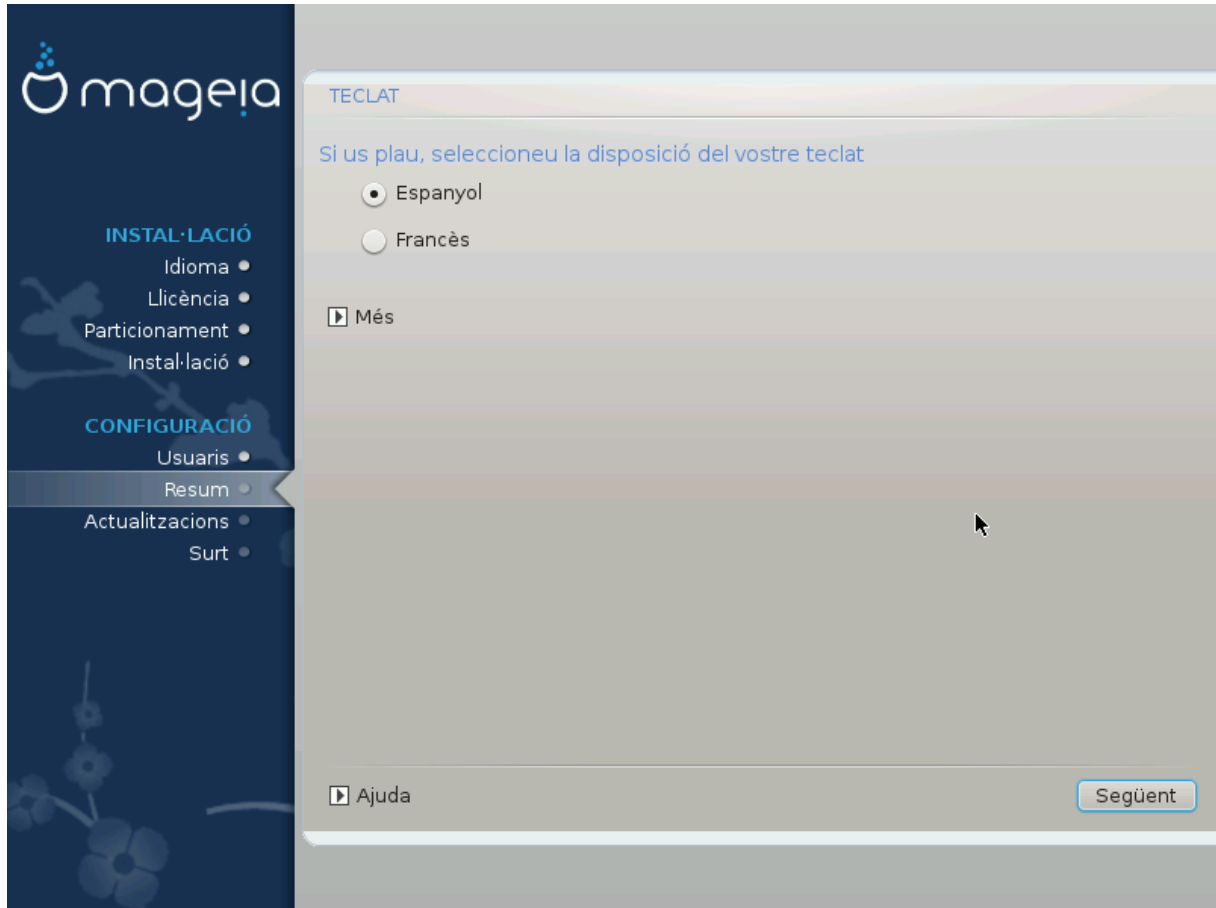 mageia
INSTAL·LACIÓ
Idioma
Llicència
Particionament
Instal·lació
CONFIGURACIÓ
Usuaris
Resum
Actualitzacions
Surt
TECLAT
Si us plau, seleccioneu la disposició del vostre teclat
Espanyol
Francès
Més
Ajuda
Següent